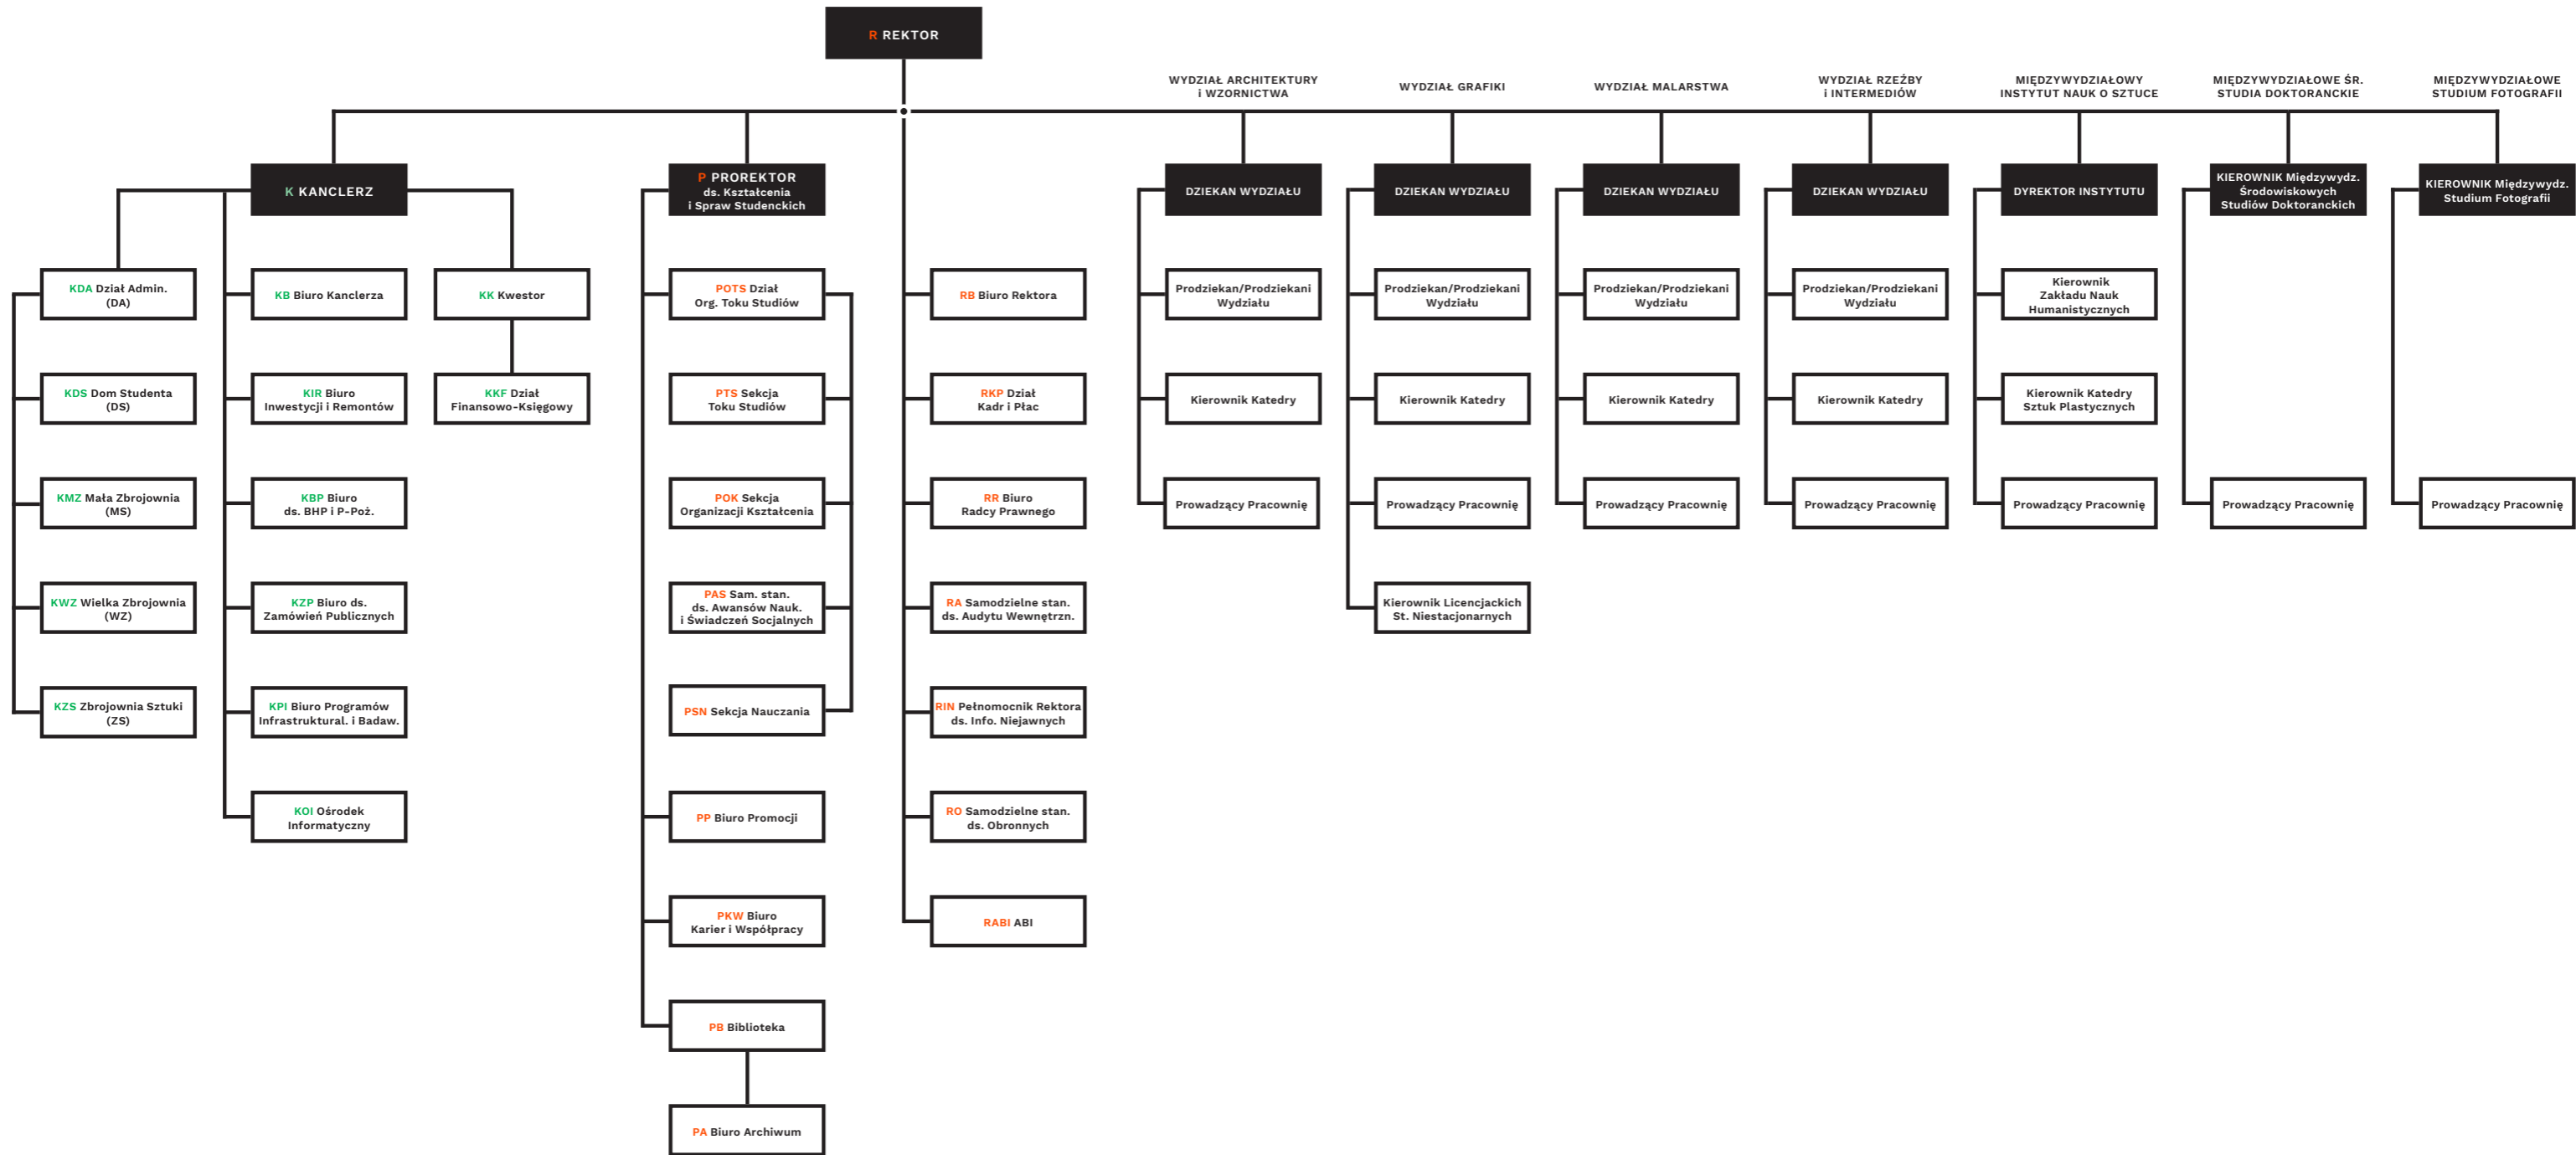 R REKTOR
WYDZIAŁ ARCHITEKTURY
i WZORNICTWA
WYDZIAŁ GRAFIKI
WYDZIAŁ MALARSTWA
WYDZIAŁ RZEŹBY
i INTERMEDIÓW
MIĘDZYWYDZIAŁOWY
INSTYTUT NAUK O SZTUCE
MIĘDZYWYDZIAŁOWE ŚR.
STUDIA DOKTORANCKIE
MIĘDZYWYDZIAŁOWE
STUDIUM FOTOGRAFII
K KANCLERZ
P PROREKTOR
ds. Kształcenia
i Spraw Studenckich
DZIEKAN WYDZIAŁU
DZIEKAN WYDZIAŁU
DZIEKAN WYDZIAŁU
DZIEKAN WYDZIAŁU
DYREKTOR INSTYTUTU
KIEROWNIK Międzywydz.
Środowiskowych
Studiów Doktoranckich
KIEROWNIK Międzywydz.
Studium Fotografii
KDA Dział Admin.
(DA)
KB Biuro Kanclerza
KK Kwestor
POTS Dział
Org. Toku Studiów
RB Biuro Rektora
Prodziekan/Prodziekani
Wydziału
Prodziekan/Prodziekani
Wydziału
Prodziekan/Prodziekani
Wydziału
Prodziekan/Prodziekani
Wydziału
Kierownik
Zakładu Nauk
Humanistycznych
KDS Dom Studenta
(DS)
KIR Biuro
Inwestycji i Remontów
KKF Dział
Finansowo-Księgowy
PTS Sekcja
Toku Studiów
RKP Dział
Kadr i Płac
Kierownik Katedry
Kierownik Katedry
Kierownik Katedry
Kierownik Katedry
Kierownik Katedry
Sztuk Plastycznych
KMZ Mała Zbrojownia
(MS)
KBP Biuro
ds. BHP i P-Poż.
POK Sekcja
Organizacji Kształcenia
RR Biuro
Radcy Prawnego
Prowadzący Pracownię
Prowadzący Pracownię
Prowadzący Pracownię
Prowadzący Pracownię
Prowadzący Pracownię
Prowadzący Pracownię
Prowadzący Pracownię
KWZ Wielka Zbrojownia
(WZ)
KZP Biuro ds.
Zamówień Publicznych
PAS Sam. stan.
ds. Awansów Nauk.
i Świadczeń Socjalnych
RA Samodzielne stan.
ds. Audytu Wewnętrzn.
Kierownik Licencjackich
St. Niestacjonarnych
KZS Zbrojownia Sztuki
(ZS)
KPI Biuro Programów
Infrastruktural. i Badaw.
PSN Sekcja Nauczania
RIN Pełnomocnik Rektora
ds. Info. Niejawnych
KOI Ośrodek
Informatyczny
PP Biuro Promocji
RO Samodzielne stan.
ds. Obronnych
PKW Biuro
Karier i Współpracy
RABI ABI
PB Biblioteka
PA Biuro Archiwum